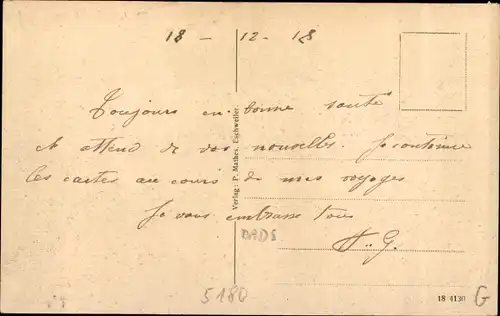 18 - 12 - 18
Toujours en bonne santé
et attend de vos nouvelles. Je continue
les cartes au cours de mes voyages
Je vous embrasse tous
G.
Verlag: P. Mathes, Eschweiler.
5180
18 4130
G